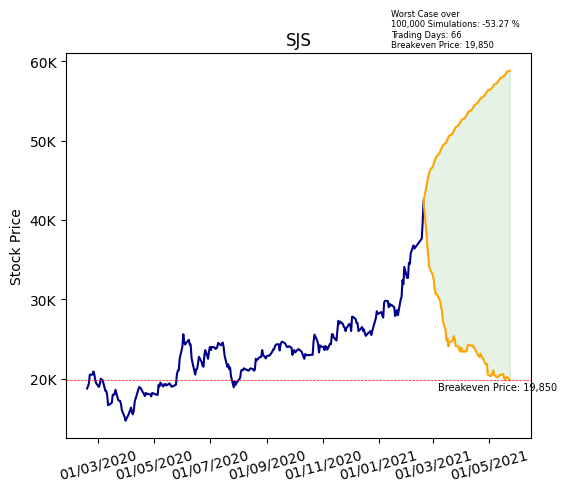 Worst Case over
100,000 Simulations: -53.27 %
Trading Days: 66
Breakeven Price: 19,850
SJS
60K
50K
40K
30K
20K
Stock Price
Breakeven Price: 19,850
01/03/2020
01/05/2020
01/07/2020
01/09/2020
01/11/2020
01/01/2021
01/03/2021
01/05/2021